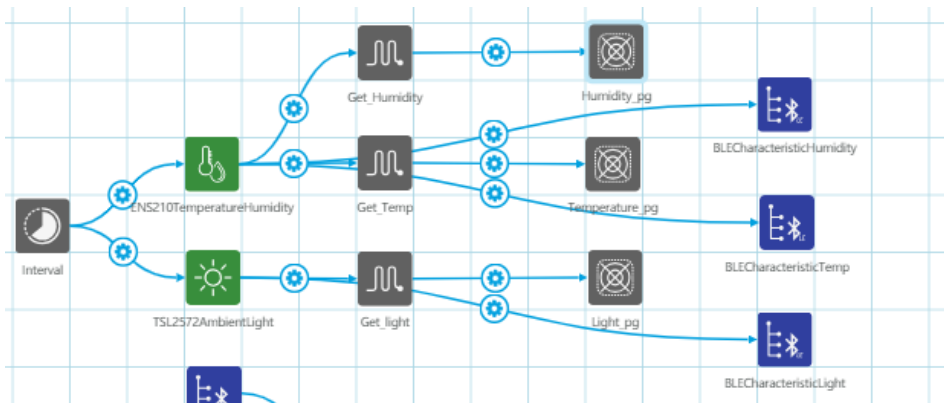 Get_Humidity
Humidity_pg
BLECharacteristicHumidity
ENS210TemperatureHumidity
Get_Temp
Temperature_pg
Interval
BLECharacteristicTemp
TSL2572AmbientLight
Get_light
Light_pg
BLECharacteristicLight